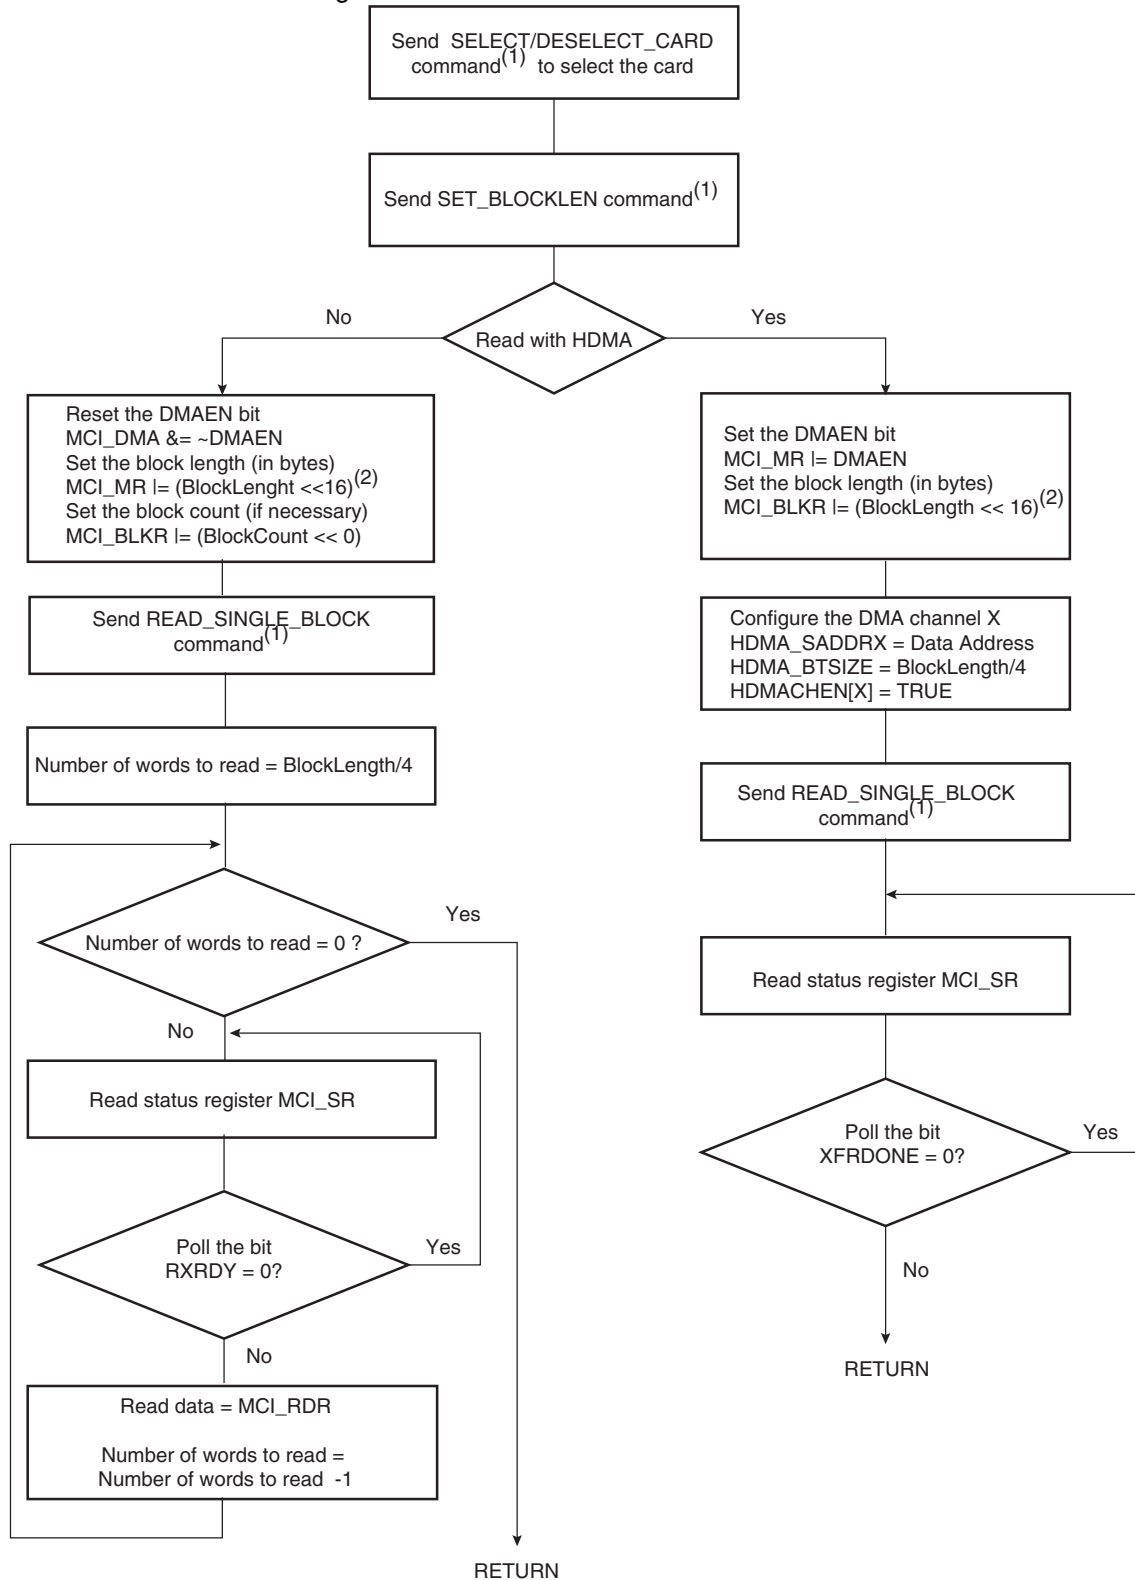 Send SELECT/DESELECT_CARD
command(1) to select the card
Send SET_BLOCKLEN command(1)
No
Read with HDMA
Yes
Reset the DMAEN bit
MCI_DMA &= ~DMAEN
Set the block length (in bytes)
MCI_MR |= (BlockLenght <<16)(2)
Set the block count (if necessary)
MCI_BLKR |= (BlockCount << 0)
Send READ_SINGLE_BLOCK
command(1)
Number of words to read = BlockLength/4
Number of words to read = 0 ?
Yes
No
Read status register MCI_SR
Poll the bit
RXRDY = 0?
Yes
No
Read data = MCI_RDR
Number of words to read =
Number of words to read -1
RETURN
Set the DMAEN bit
MCI_MR |= DMAEN
Set the block length (in bytes)
MCI_BLKR |= (BlockLength << 16)(2)
Configure the DMA channel X
HDMA_SADDRX = Data Address
HDMA_BTSIZE = BlockLength/4
HDMACHEN[X] = TRUE
Send READ_SINGLE_BLOCK
command(1)
Read status register MCI_SR
Poll the bit
XFRDONE = 0?
Yes
No
RETURN